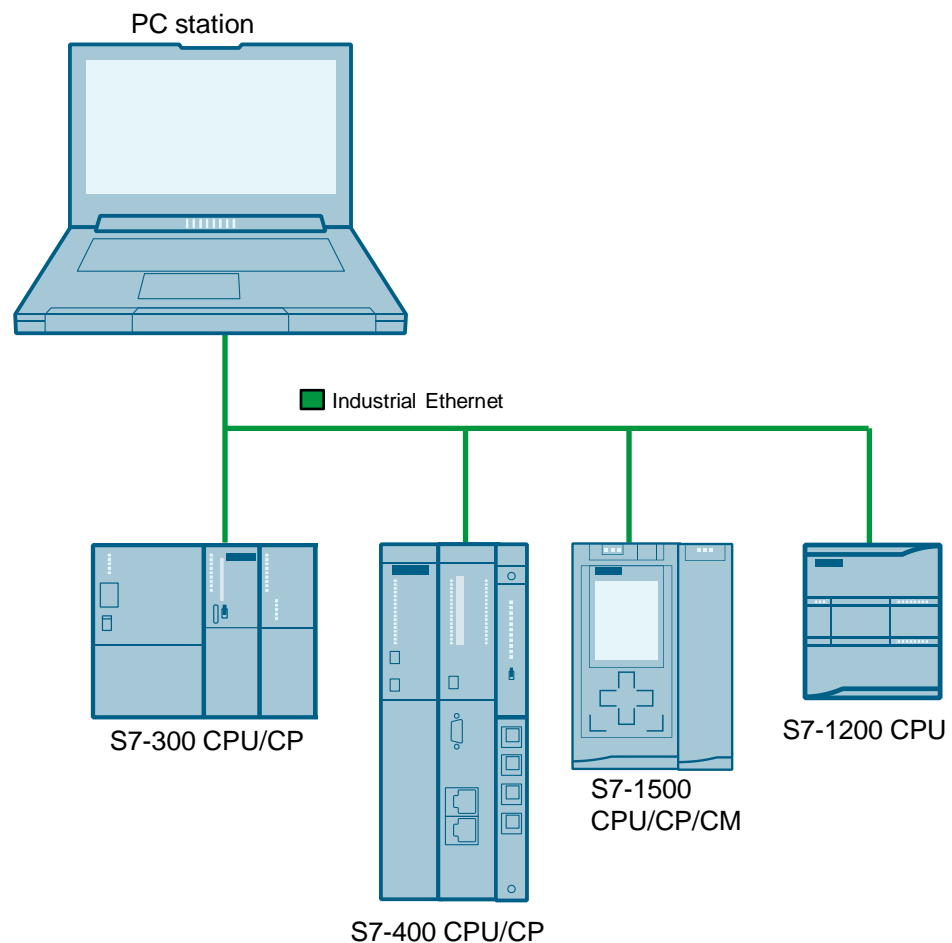 PC station
Industrial Ethernet
S7-300 CPU/CP
S7-1200 CPU
S7-1500
CPU/CP/CM
S7-400 CPU/CP